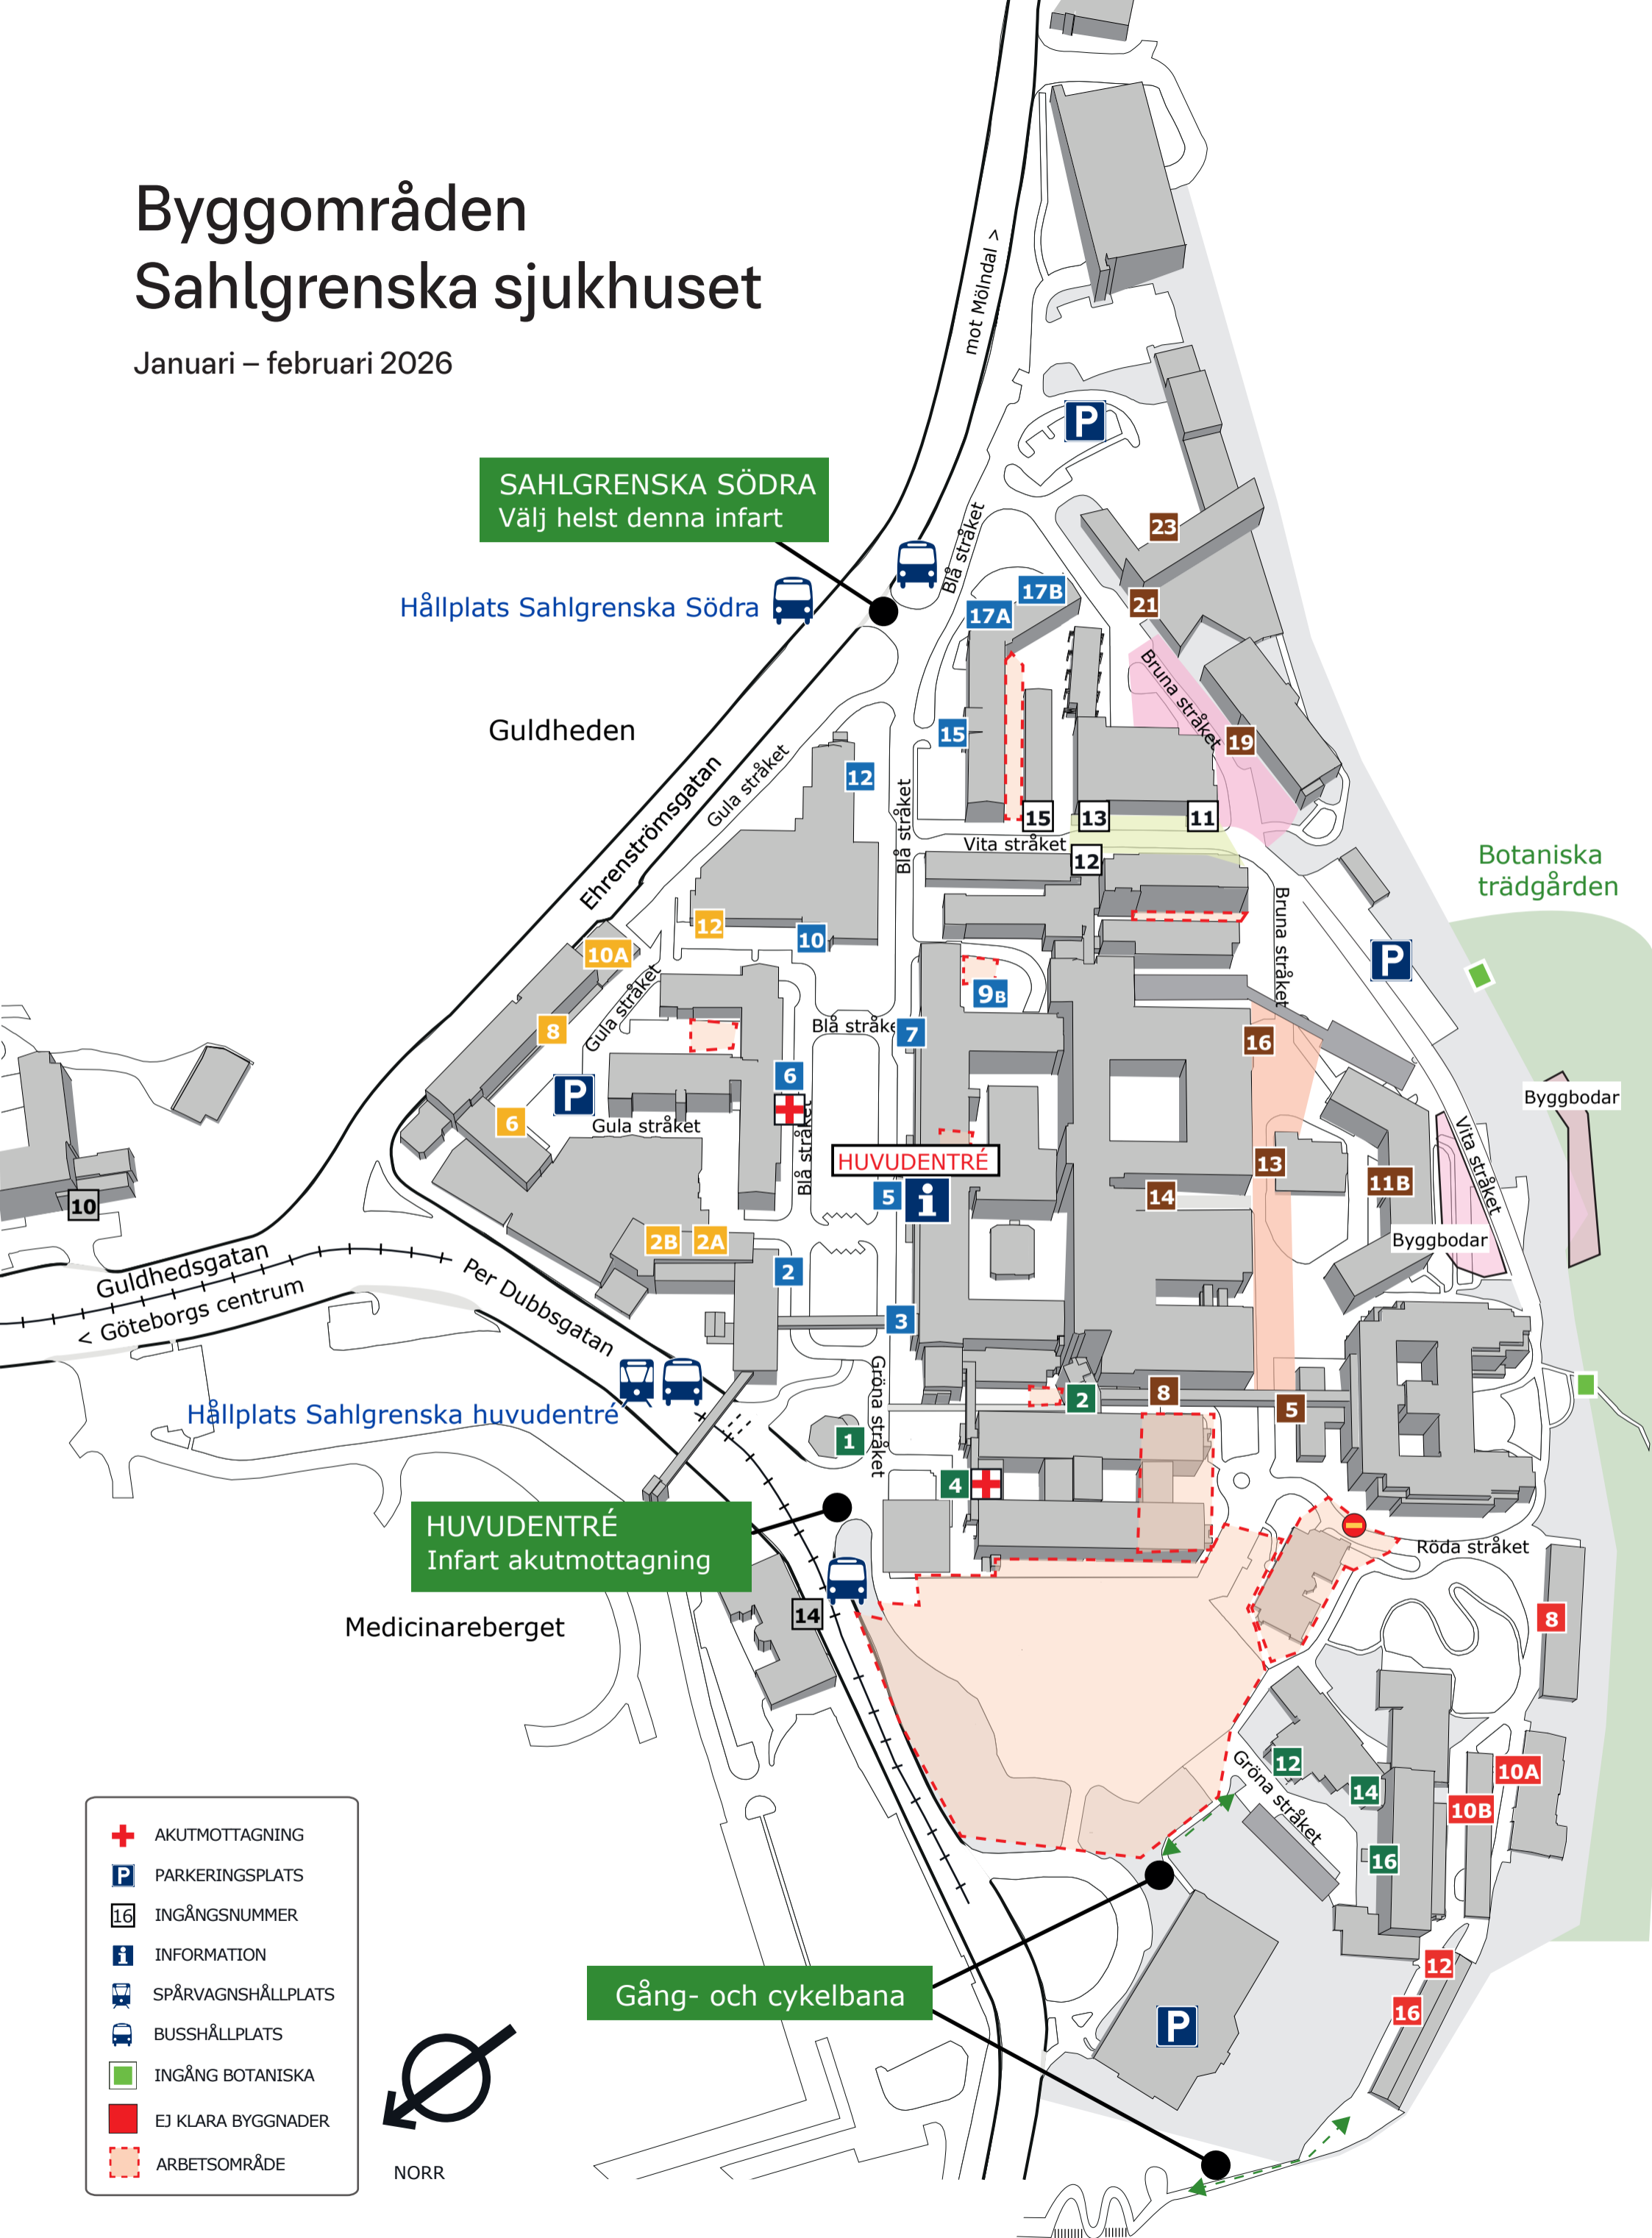 Byggområden
Sahlgrenska sjukhuset
Januari – februari 2026
mot Mölndal >
P
SAHLGRENSKA SÖDRA
Välj helst denna infart
Blå stråket
23
Hållplats Sahlgrenska Södra
17B
17A
21
Bruna stråket
Guldheden
15
19
12
Gula stråket
Ehrenströmsgatan
Blå stråket
15
13
11
Vita stråket
12
Botaniska
trädgården
12
10
10A
Bruna stråket
P
9B
Gula stråket
8
Blå stråke
7
16
6
P
6
Gula stråket
Blå stråket
Byggbodar
Vita stråket
HUVUDENTRÉ
13
5
i
14
11B
10
2B
2A
Byggbodar
2
Guldhedsgatan
< Göteborgs centrum
Per Dubbsgatan
3
Gröna stråket
2
8
5
Hållplats Sahlgrenska huvudentré
1
4
HUVUDENTRÉ
Infart akutmottagning
Röda stråket
14
Medicinareberget
8
12
Gröna stråket
14
10A
10B
16
12
16
Gång- och cykelbana
P
AKUTMOTTAGNING
P PARKERINGSPLATS
16 INGÅNGSNUMMER
i INFORMATION
SPÅRVAGNSHÅLLPLATS
BUSSHÅLLPLATS
INGÅNG BOTANISKA
EJ KLARA BYGGNADER
ARBETSOMRÅDE
NORR